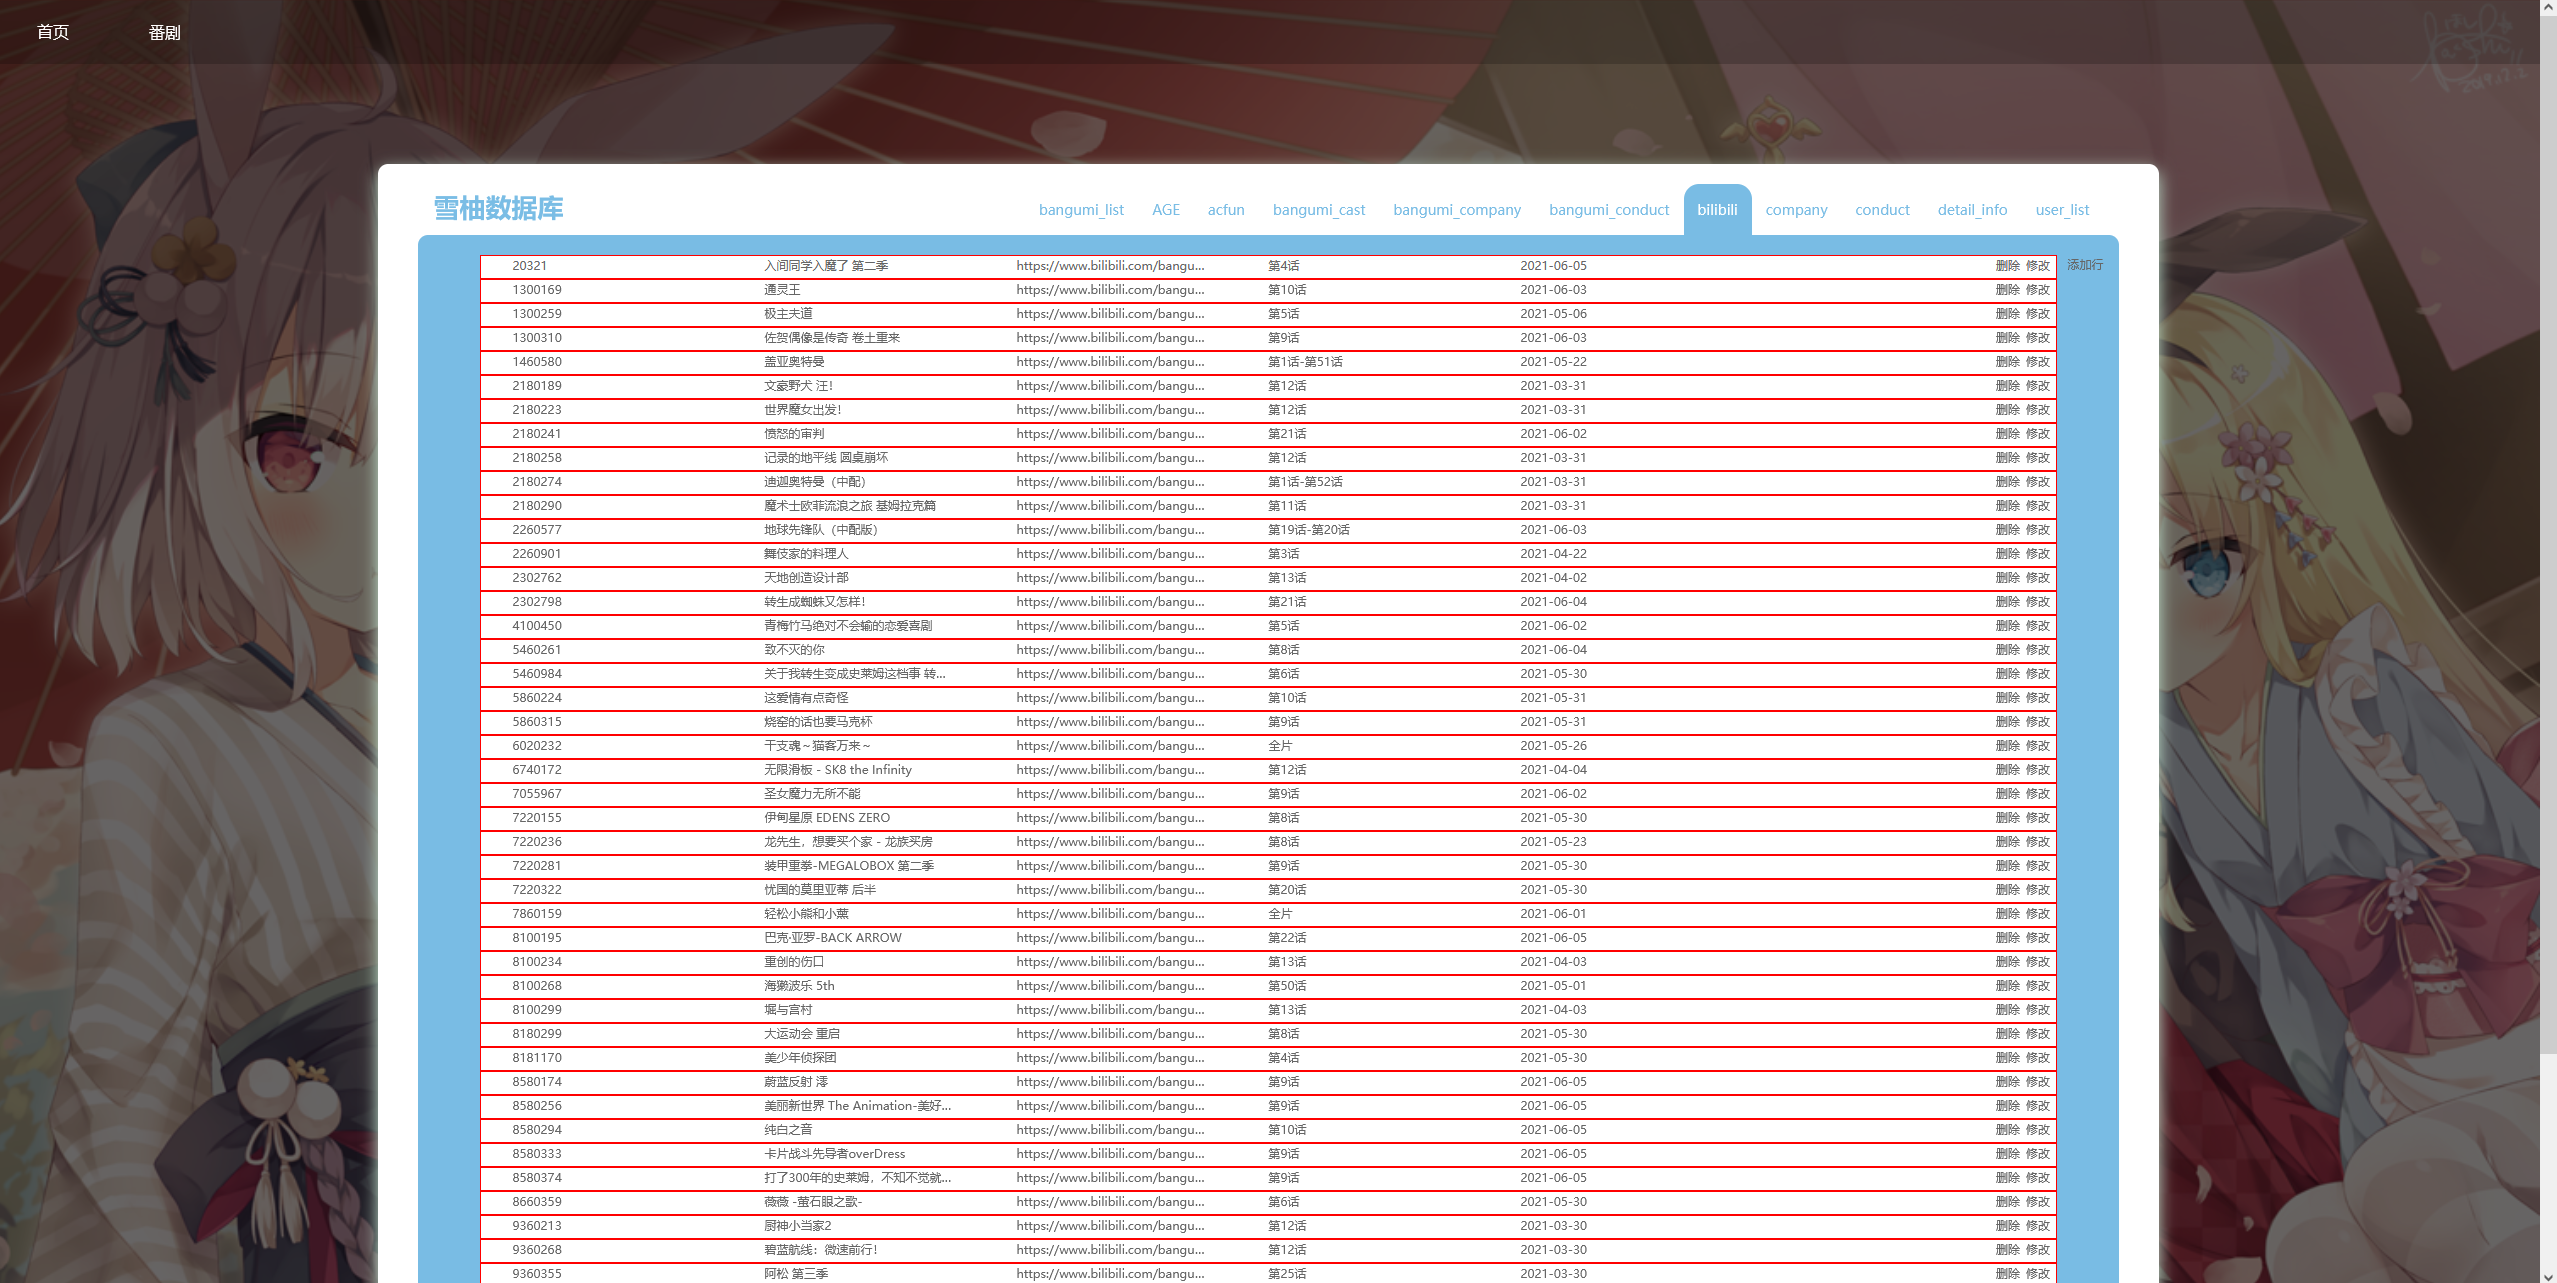 首页 番剧
雪柚数据库 bangumi_list AGE acfun bangumi_cast bangumi_company bangumi_conduct bilibili company conduct detail_info user_list
20321 入间同学入魔了 第二季 https://www.bilibili.com/bangu... 第4话 2021-06-05 删除 修改 添加行
1300169 通灵王 https://www.bilibili.com/bangu... 第10话 2021-06-03 删除 修改
1300259 极主夫道 https://www.bilibili.com/bangu... 第5话 2021-05-06 删除 修改
1300310 佐贺偶像是传奇 卷土重来 https://www.bilibili.com/bangu... 第9话 2021-06-03 删除 修改
1460580 盖亚奥特曼 https://www.bilibili.com/bangu... 第1话-第51话 2021-05-22 删除 修改
2180189 文豪野犬 汪！ https://www.bilibili.com/bangu... 第12话 2021-03-31 删除 修改
2180223 世界魔女出发！ https://www.bilibili.com/bangu... 第12话 2021-03-31 删除 修改
2180241 愤怒的审判 https://www.bilibili.com/bangu... 第21话 2021-06-02 删除 修改
2180258 记录的地平线 圆桌崩坏 https://www.bilibili.com/bangu... 第12话 2021-03-31 删除 修改
2180274 迪迦奥特曼（中配） https://www.bilibili.com/bangu... 第1话-第52话 2021-03-31 删除 修改
2180290 魔术士欧菲流浪之旅 基姆拉克篇 https://www.bilibili.com/bangu... 第11话 2021-03-31 删除 修改
2260577 地球先锋队（中配版） https://www.bilibili.com/bangu... 第19话-第20话 2021-06-03 删除 修改
2260901 舞伎家的料理人 https://www.bilibili.com/bangu... 第3话 2021-04-22 删除 修改
2302762 天地创造设计部 https://www.bilibili.com/bangu... 第13话 2021-04-02 删除 修改
2302798 转生成蜘蛛又怎样！ https://www.bilibili.com/bangu... 第21话 2021-06-04 删除 修改
4100450 青梅竹马绝对不会输的恋爱喜剧 https://www.bilibili.com/bangu... 第5话 2021-06-02 删除 修改
5460261 致不灭的你 https://www.bilibili.com/bangu... 第8话 2021-06-04 删除 修改
5460984 关于我转生变成史莱姆这档事 转... https://www.bilibili.com/bangu... 第6话 2021-05-30 删除 修改
5860224 这爱情有点奇怪 https://www.bilibili.com/bangu... 第10话 2021-05-31 删除 修改
5860315 烧窑的话也要马克杯 https://www.bilibili.com/bangu... 第9话 2021-05-31 删除 修改
6020232 干支魂～猫客万来～ https://www.bilibili.com/bangu... 全片 2021-05-26 删除 修改
6740172 无限滑板 - SK8 the Infinity https://www.bilibili.com/bangu... 第12话 2021-04-04 删除 修改
7055967 圣女魔力无所不能 https://www.bilibili.com/bangu... 第9话 2021-06-02 删除 修改
7220155 伊甸星原 EDENS ZERO https://www.bilibili.com/bangu... 第8话 2021-05-30 删除 修改
7220236 龙先生，想要买个家 - 龙族买房 https://www.bilibili.com/bangu... 第8话 2021-05-23 删除 修改
7220281 装甲重拳-MEGALOBOX 第二季 https://www.bilibili.com/bangu... 第9话 2021-05-30 删除 修改
7220322 忧国的莫里亚蒂 后半 https://www.bilibili.com/bangu... 第20话 2021-05-30 删除 修改
7860159 轻松小熊和小薰 https://www.bilibili.com/bangu... 全片 2021-06-01 删除 修改
8100195 巴克·亚罗-BACK ARROW https://www.bilibili.com/bangu... 第22话 2021-06-05 删除 修改
8100234 重创的伤口 https://www.bilibili.com/bangu... 第13话 2021-04-03 删除 修改
8100268 海獭波乐 5th https://www.bilibili.com/bangu... 第50话 2021-05-01 删除 修改
8100299 堀与宫村 https://www.bilibili.com/bangu... 第13话 2021-04-03 删除 修改
8180299 大运动会 重启 https://www.bilibili.com/bangu... 第8话 2021-05-30 删除 修改
8181170 美少年侦探团 https://www.bilibili.com/bangu... 第4话 2021-05-30 删除 修改
8580174 蔚蓝反射 澪 https://www.bilibili.com/bangu... 第9话 2021-06-05 删除 修改
8580256 美丽新世界 The Animation-美好... https://www.bilibili.com/bangu... 第9话 2021-06-05 删除 修改
8580294 纯白之音 https://www.bilibili.com/bangu... 第10话 2021-06-05 删除 修改
8580333 卡片战斗先导者overDress https://www.bilibili.com/bangu... 第9话 2021-06-05 删除 修改
8580374 打了300年的史莱姆，不知不觉就... https://www.bilibili.com/bangu... 第9话 2021-06-05 删除 修改
8660359 薇薇 -萤石眼之歌- https://www.bilibili.com/bangu... 第6话 2021-05-30 删除 修改
9360213 厨神小当家2 https://www.bilibili.com/bangu... 第12话 2021-03-30 删除 修改
9360268 碧蓝航线：微速前行！ https://www.bilibili.com/bangu... 第12话 2021-03-30 删除 修改
9360355 阿松 第三季 https://www.bilibili.com/bangu... 第25话 2021-03-30 删除 修改